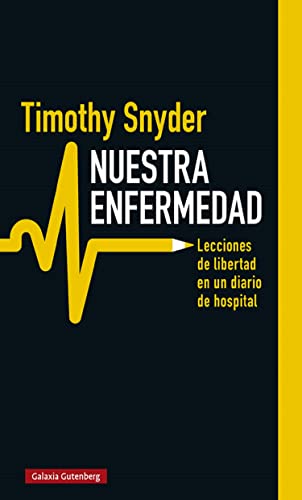 Timothy Snyder
NUESTRA
ENFERMEDAD
Lecciones
de libertad
en un diario
de hospital
Galaxia Gutenberg